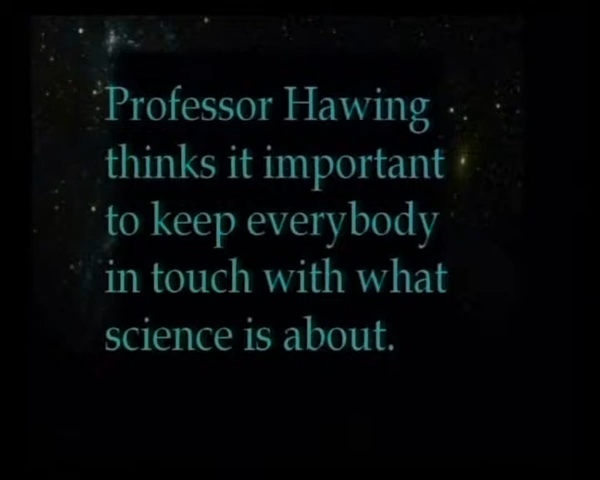 Professor Hawing
thinks it important
to keep everybody
in touch with what
science is about.